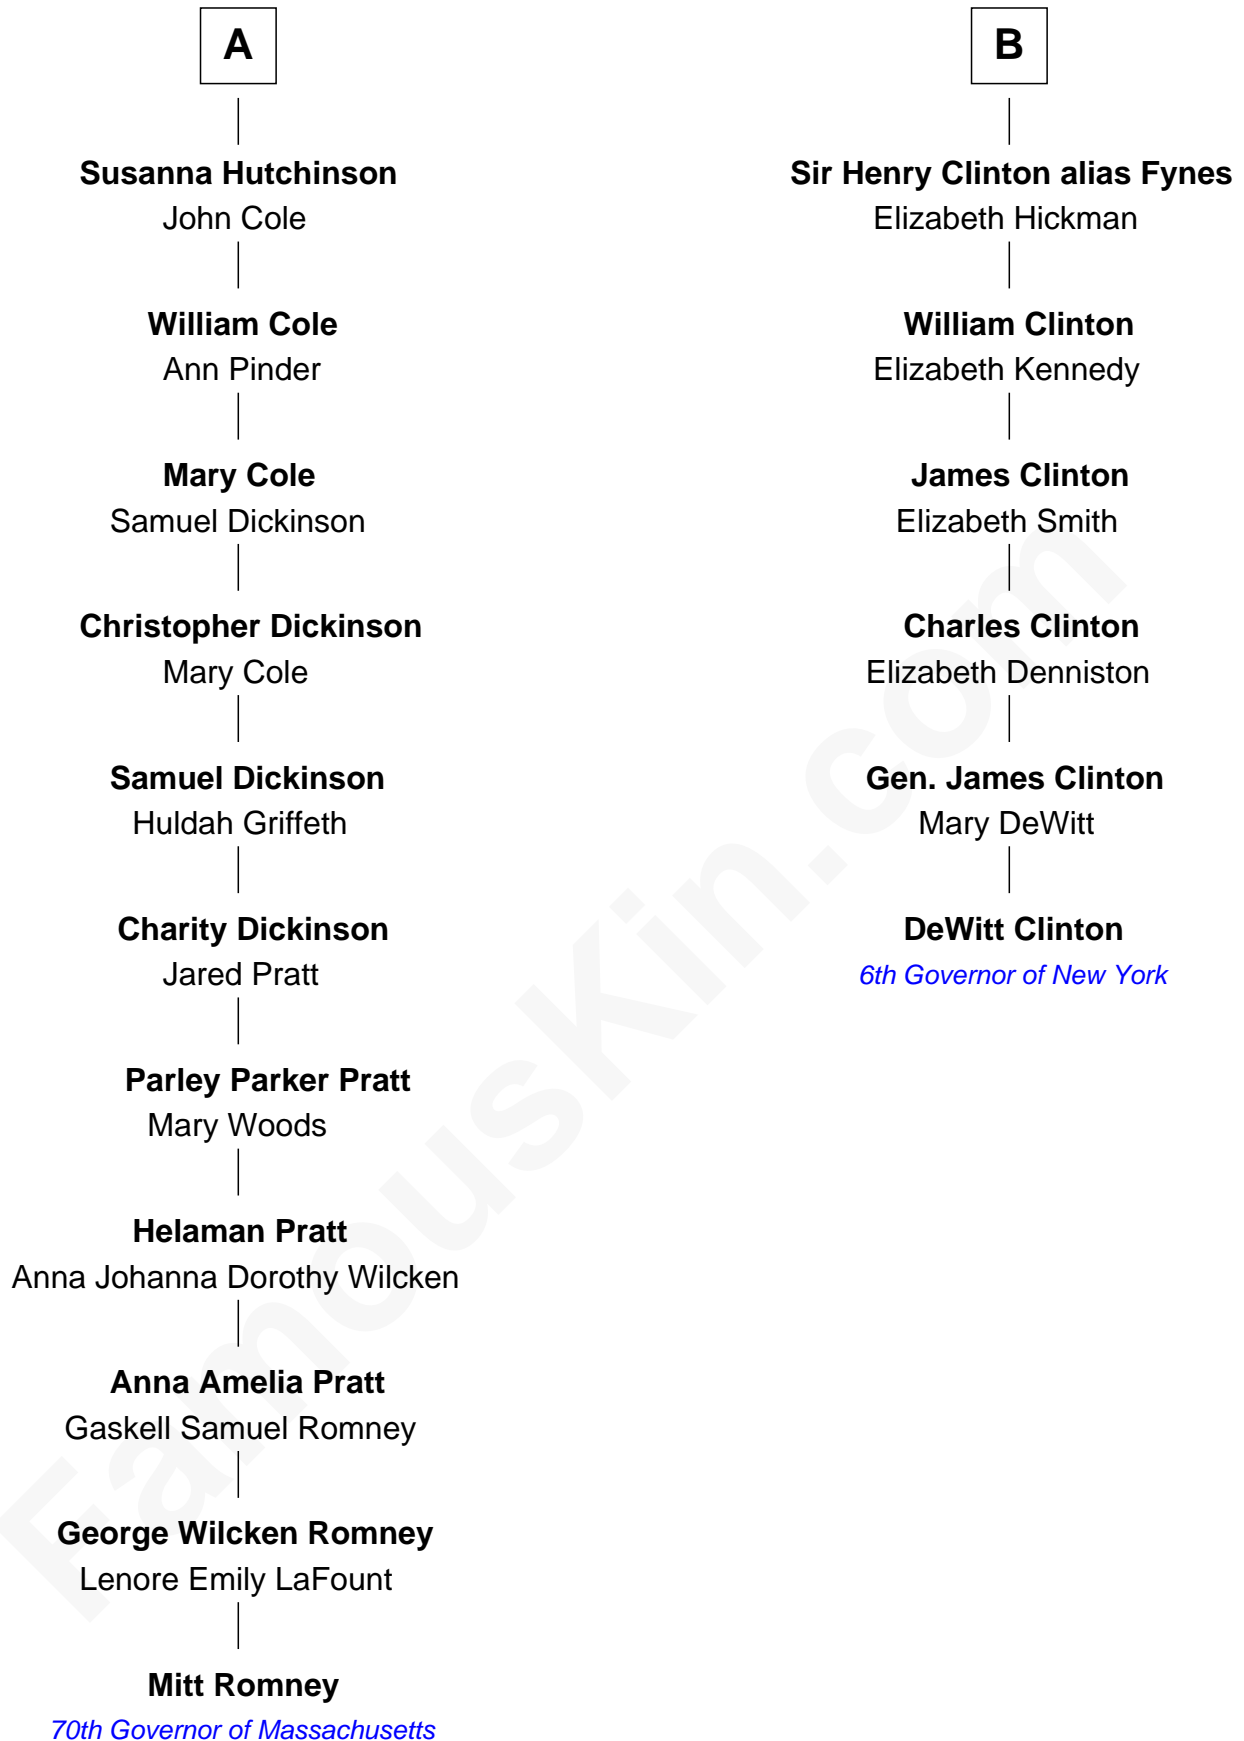 A
Susanna Hutchinson
John Cole
William Cole
Ann Pinder
Mary Cole
Samuel Dickinson
Christopher Dickinson
Mary Cole
Samuel Dickinson
Huldah Griffeth
Charity Dickinson
Jared Pratt
Parley Parker Pratt
Mary Woods
Helaman Pratt
Anna Johanna Dorothy Wilcken
Anna Amelia Pratt
Gaskell Samuel Romney
George Wilcken Romney
Lenore Emily LaFount
Mitt Romney
70th Governor of Massachusetts
B
Sir Henry Clinton alias Fynes
Elizabeth Hickman
William Clinton
Elizabeth Kennedy
James Clinton
Elizabeth Smith
Charles Clinton
Elizabeth Denniston
Gen. James Clinton
Mary DeWitt
DeWitt Clinton
6th Governor of New York
FamousKin.com